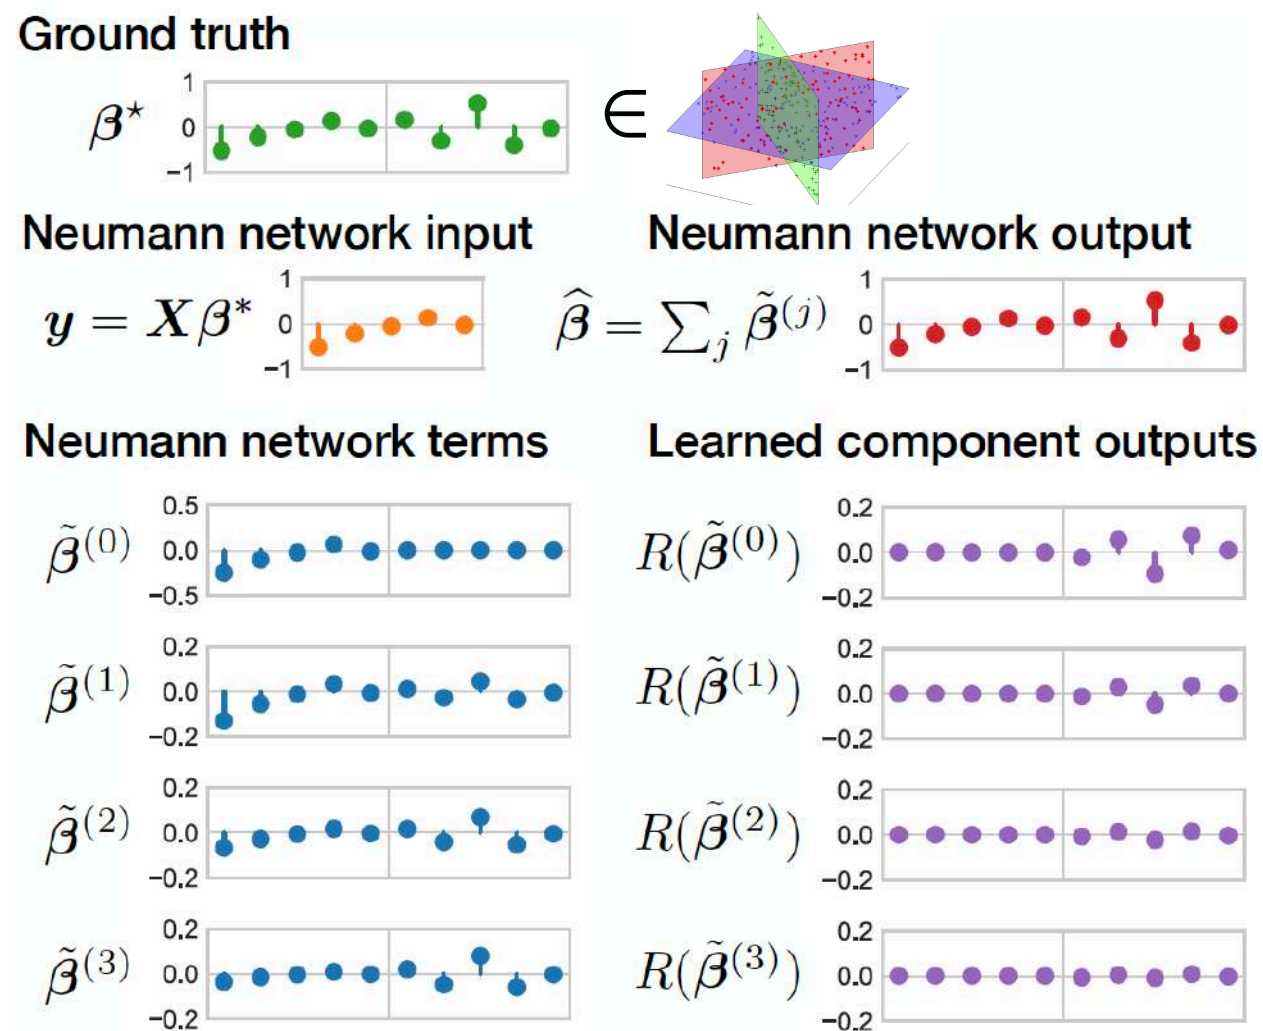 Ground truth
β⋆
1
0
−1
∈
Neumann network input
Neumann network output
y = Xβ*
1
0
−1
β̂ = ∑ⱼ β̃⁽ʲ⁾
1
0
−1
Neumann network terms
Learned component outputs
β̃⁽⁰⁾
0.5
0.0
−0.5
R(β̃⁽⁰⁾)
0.2
0.0
−0.2
β̃⁽¹⁾
0.2
0.0
−0.2
R(β̃⁽¹⁾)
0.2
0.0
−0.2
β̃⁽²⁾
0.2
0.0
−0.2
R(β̃⁽²⁾)
0.2
0.0
−0.2
β̃⁽³⁾
0.2
0.0
−0.2
R(β̃⁽³⁾)
0.2
0.0
−0.2